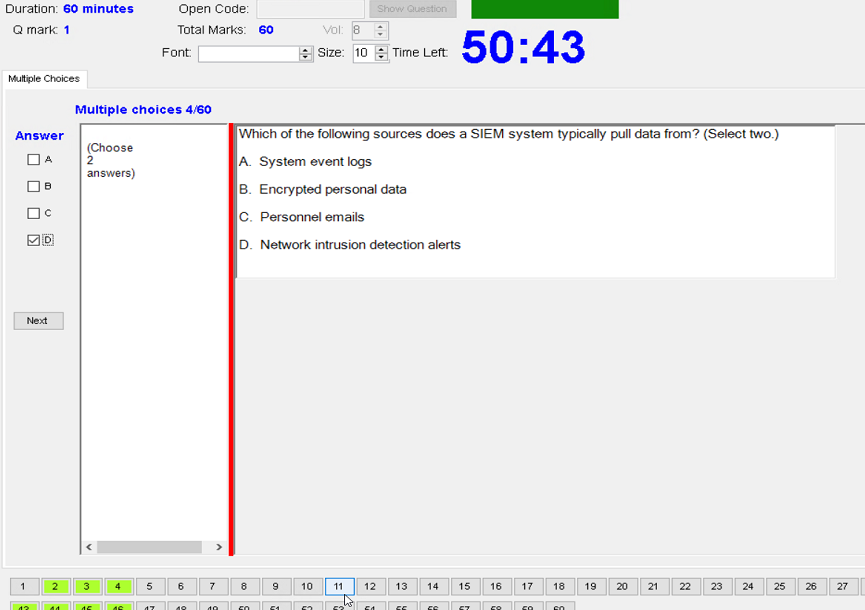 Duration: 60 minutes Open Code: Show Question
Q mark: 1 Total Marks: 60 Vol: 8
Font: Size: 10 Time Left: 50:43
Multiple Choices
Multiple choices 4/60
Answer
A
B
C
D
Next
(Choose
2
answers)
Which of the following sources does a SIEM system typically pull data from? (Select two.)
A. System event logs
B. Encrypted personal data
C. Personnel emails
D. Network intrusion detection alerts
1 2 3 4 5 6 7 8 9 10 11 12 13 14 15 16 17 18 19 20 21 22 23 24 25 26 27
43 44 45 46 47 48 49 50 51 52 53 54 55 56 57 58 59 60